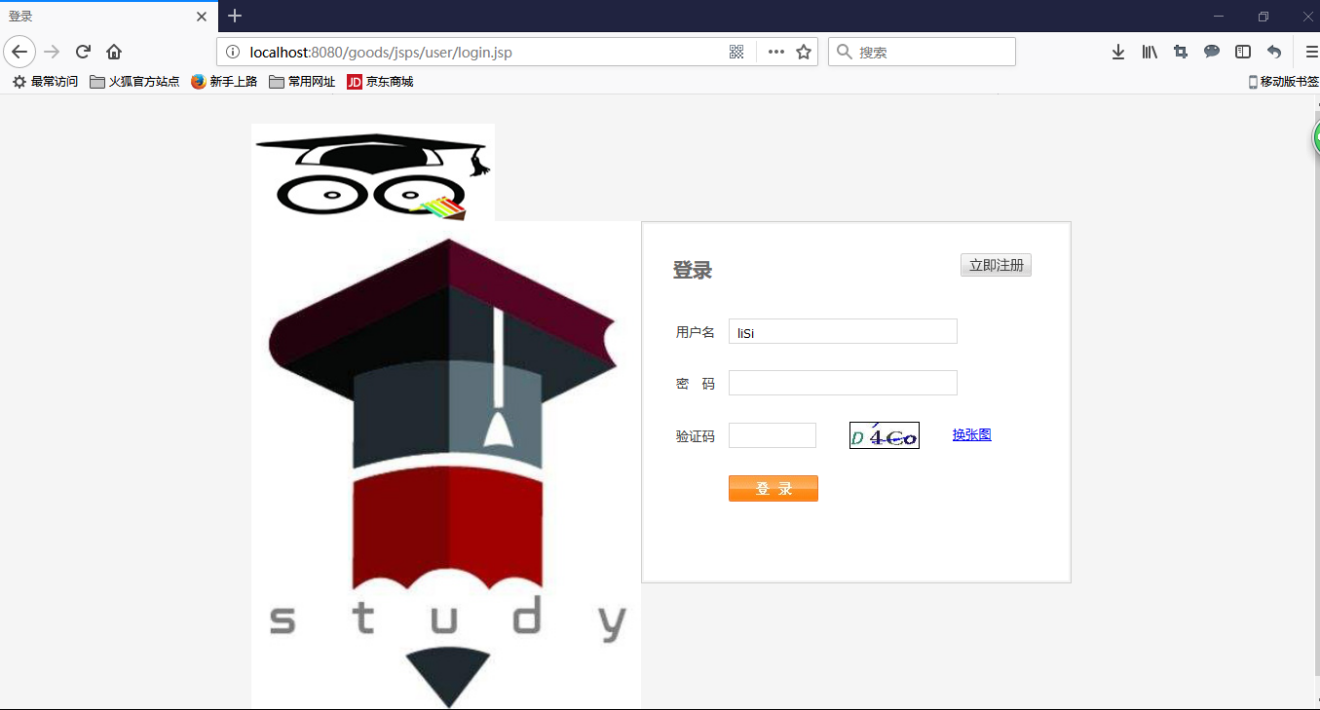 登录
localhost:8080/goods/jsps/user/login.jsp
搜索
最常访问 火狐官方站点 新手上路 常用网址 JD 京东商城 移动版书签
登录 立即注册
用户名 liSi
密 码
验证码 D4Co 换张图
登 录
study